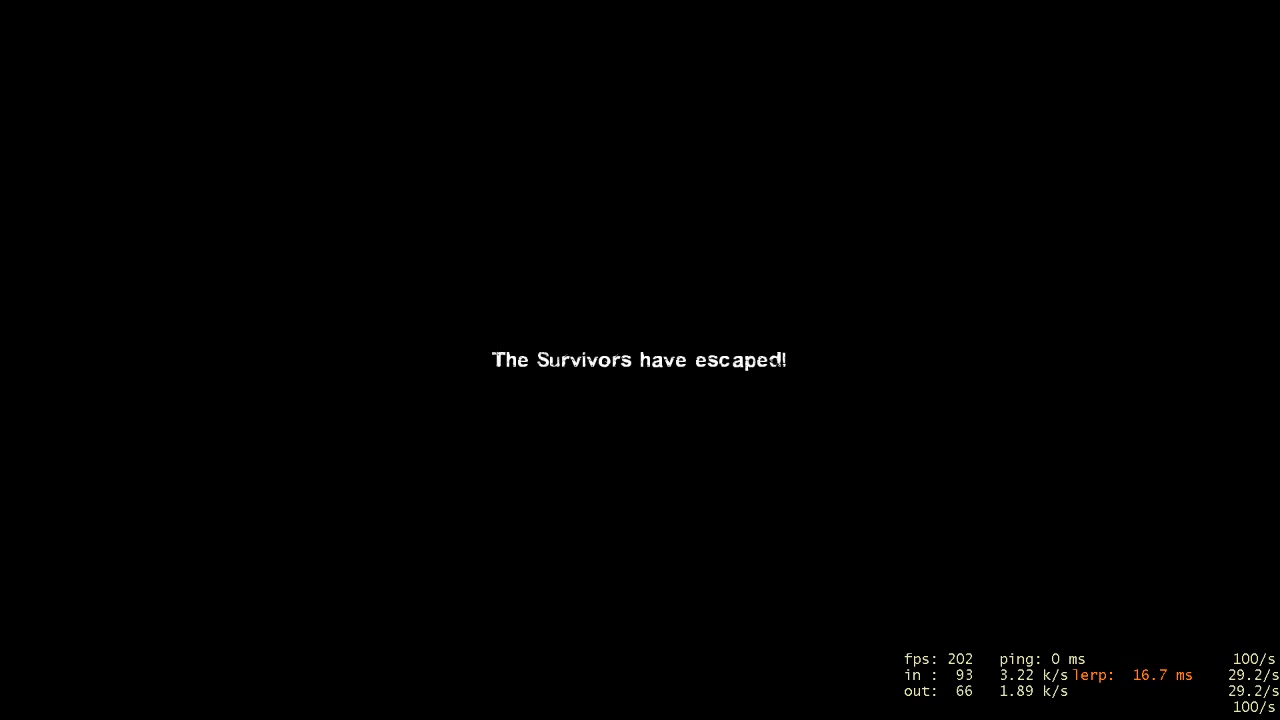 The Survivors have escaped!
fps: 202 ping: 0 ms 100/s
in : 93 3.22 k/s lerp: 16.7 ms 29.2/s
out: 66 1.89 k/s 29.2/s
100/s